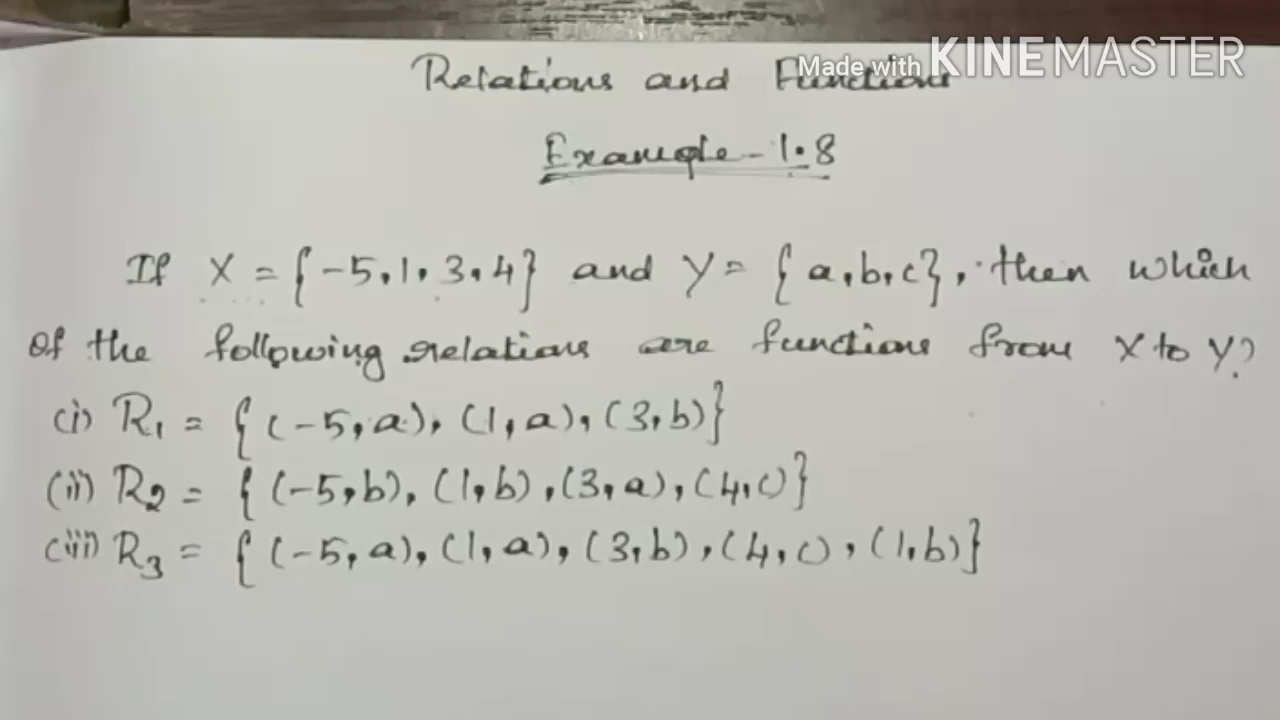 Made with KINEMASTER
Relations and Functions
Example - 1.8
If X = { -5, 1, 3, 4} and Y = { a, b, c}, then which
of the following relations are functions from X to Y?
(i) R₁ = { (-5, a), (1, a), (3, b)}
(ii) R₂ = { (-5, b), (1, b), (3, a), (4, c)}
(iii) R₃ = { (-5, a), (1, a), (3, b), (4, c), (1, b)}